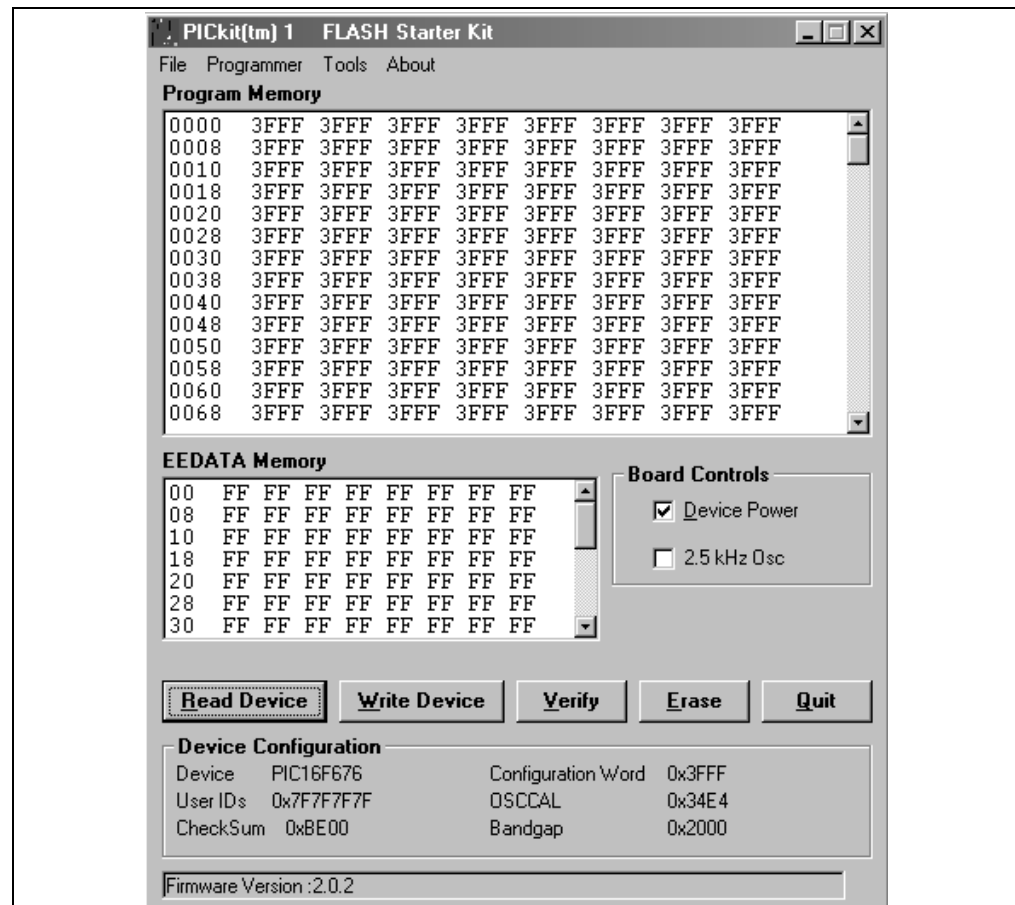 PICkit(tm) 1 FLASH Starter Kit
File Programmer Tools About
Program Memory
0000 3FFF 3FFF 3FFF 3FFF 3FFF 3FFF 3FFF 3FFF
0008 3FFF 3FFF 3FFF 3FFF 3FFF 3FFF 3FFF 3FFF
0010 3FFF 3FFF 3FFF 3FFF 3FFF 3FFF 3FFF 3FFF
0018 3FFF 3FFF 3FFF 3FFF 3FFF 3FFF 3FFF 3FFF
0020 3FFF 3FFF 3FFF 3FFF 3FFF 3FFF 3FFF 3FFF
0028 3FFF 3FFF 3FFF 3FFF 3FFF 3FFF 3FFF 3FFF
0030 3FFF 3FFF 3FFF 3FFF 3FFF 3FFF 3FFF 3FFF
0038 3FFF 3FFF 3FFF 3FFF 3FFF 3FFF 3FFF 3FFF
0040 3FFF 3FFF 3FFF 3FFF 3FFF 3FFF 3FFF 3FFF
0048 3FFF 3FFF 3FFF 3FFF 3FFF 3FFF 3FFF 3FFF
0050 3FFF 3FFF 3FFF 3FFF 3FFF 3FFF 3FFF 3FFF
0058 3FFF 3FFF 3FFF 3FFF 3FFF 3FFF 3FFF 3FFF
0060 3FFF 3FFF 3FFF 3FFF 3FFF 3FFF 3FFF 3FFF
0068 3FFF 3FFF 3FFF 3FFF 3FFF 3FFF 3FFF 3FFF
EEDATA Memory
00 FF FF FF FF FF FF FF FF
08 FF FF FF FF FF FF FF FF
10 FF FF FF FF FF FF FF FF
18 FF FF FF FF FF FF FF FF
20 FF FF FF FF FF FF FF FF
28 FF FF FF FF FF FF FF FF
30 FF FF FF FF FF FF FF FF
Board Controls
Device Power
2.5 kHz Osc
Read Device Write Device Verify Erase Quit
Device Configuration
Device PIC16F676 Configuration Word 0x3FFF
User IDs 0x7F7F7F7F OSCCAL 0x34E4
CheckSum 0xBE00 Bandgap 0x2000
Firmware Version :2.0.2